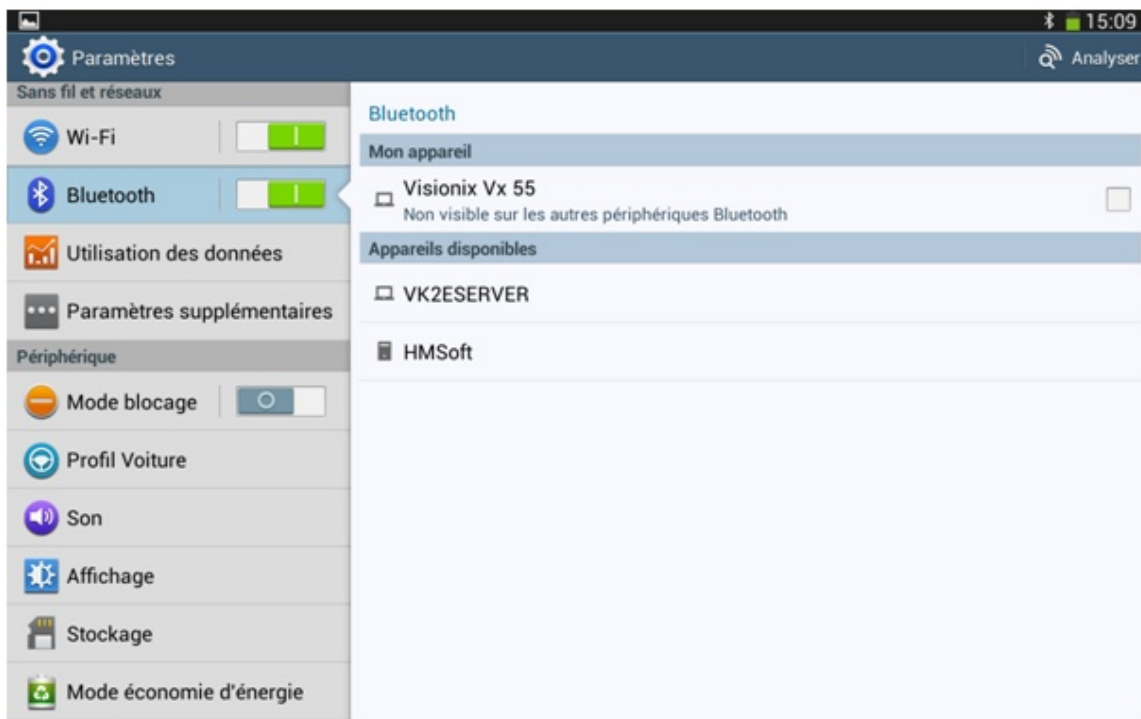 15:09
Paramètres
Analyser
Sans fil et réseaux
Wi-Fi
Bluetooth
Utilisation des données
Paramètres supplémentaires
Périphérique
Mode blocage
Profil Voiture
Son
Affichage
Stockage
Mode économie d'énergie
Bluetooth
Mon appareil
Visionix Vx 55
Non visible sur les autres périphériques Bluetooth
Appareils disponibles
VK2ESERVER
HMSoft